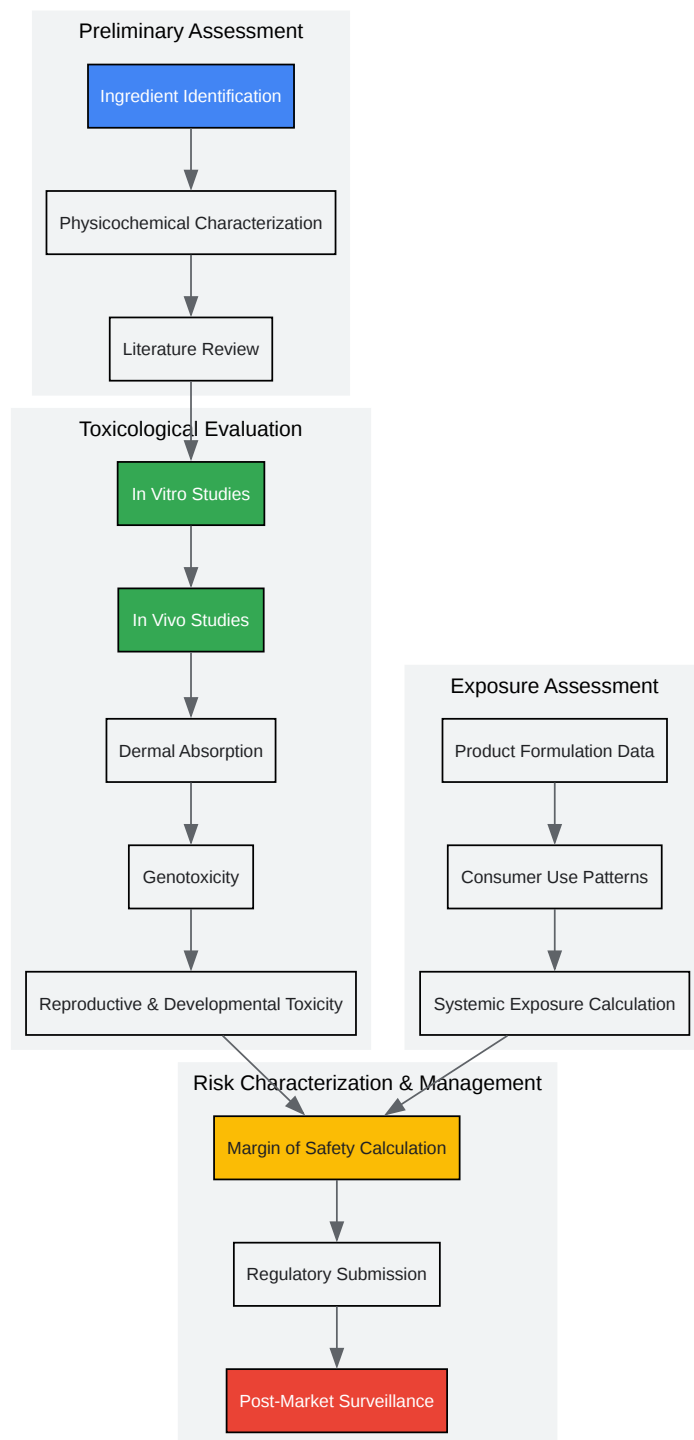 Preliminary Assessment
Ingredient Identification
Physicochemical Characterization
Literature Review
Toxicological Evaluation
In Vitro Studies
In Vivo Studies
Dermal Absorption
Genotoxicity
Reproductive & Developmental Toxicity
Exposure Assessment
Product Formulation Data
Consumer Use Patterns
Systemic Exposure Calculation
Risk Characterization & Management
Margin of Safety Calculation
Regulatory Submission
Post-Market Surveillance